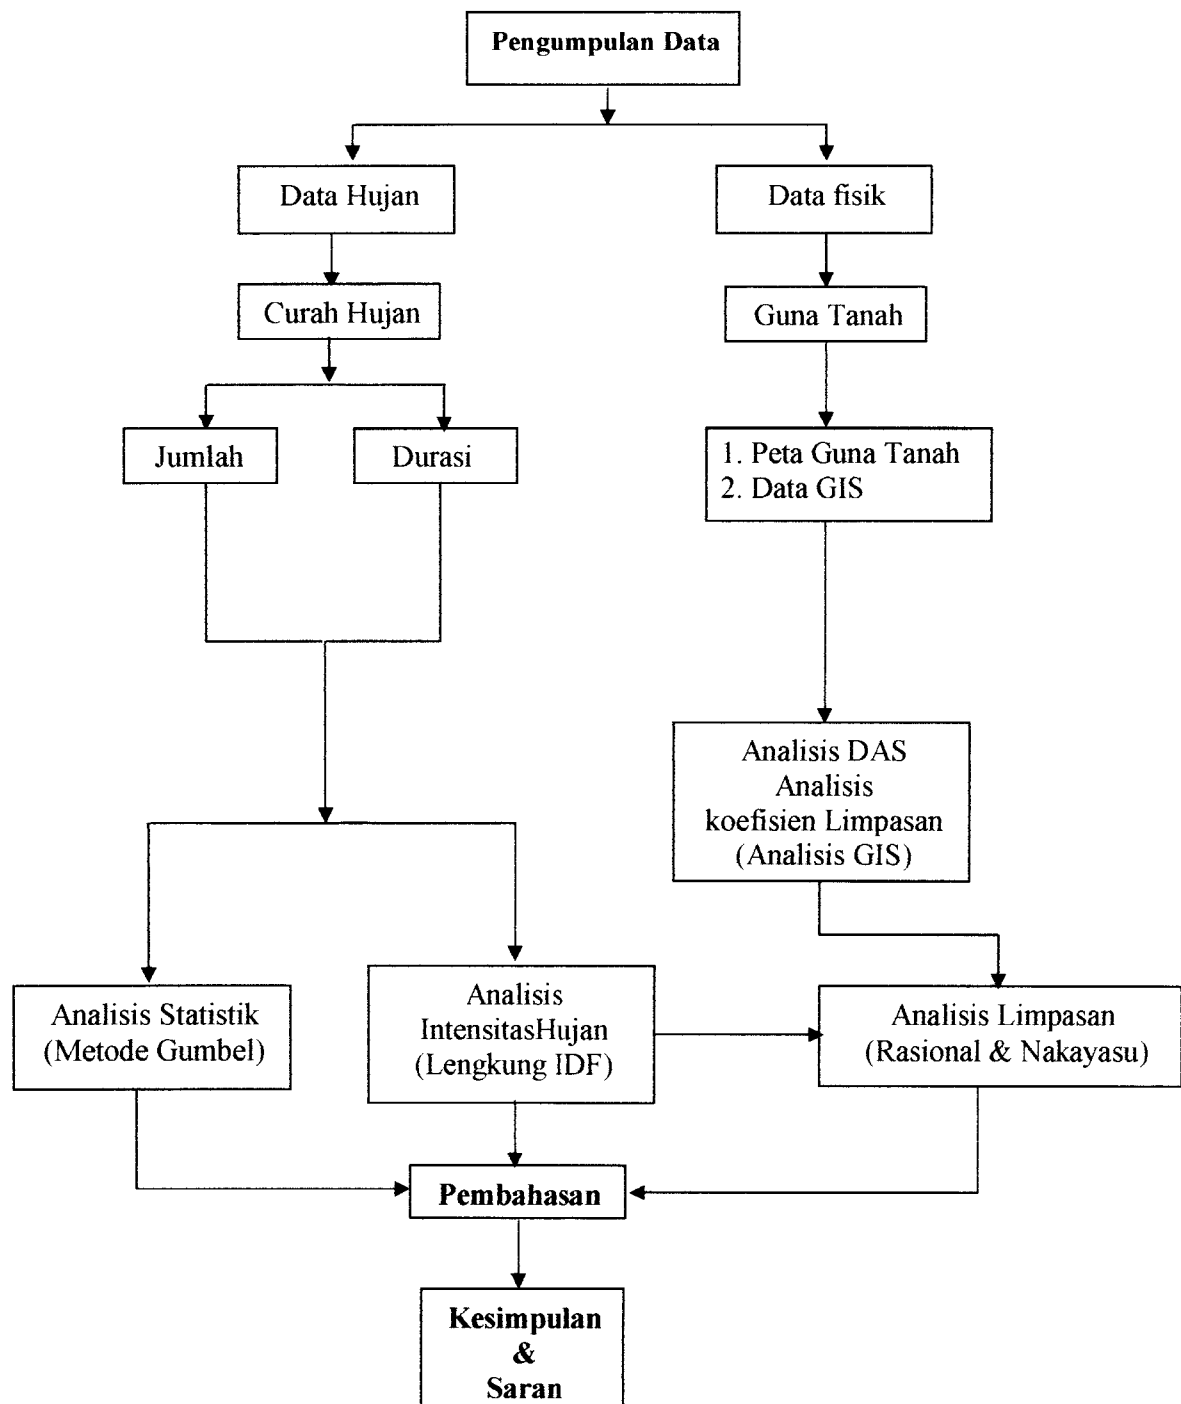 Pengumpulan Data
Data Hujan
Data fisik
Curah Hujan
Guna Tanah
Jumlah
Durasi
1. Peta Guna Tanah
2. Data GIS
Analisis DAS
Analisis
koefisien Limpasan
(Analisis GIS)
Analisis Statistik
(Metode Gumbel)
Analisis
IntensitasHujan
(Lengkung IDF)
Analisis Limpasan
(Rasional & Nakayasu)
Pembahasan
Kesimpulan
&
Saran